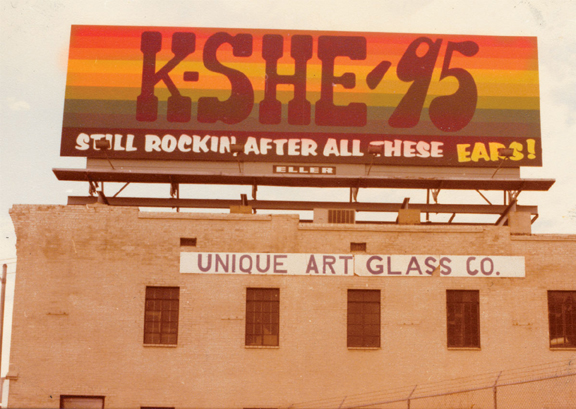 K-SHE-'95
STILL ROCKIN' AFTER ALL THESE EARS!
ELLER
UNIQUE ART GLASS CO.